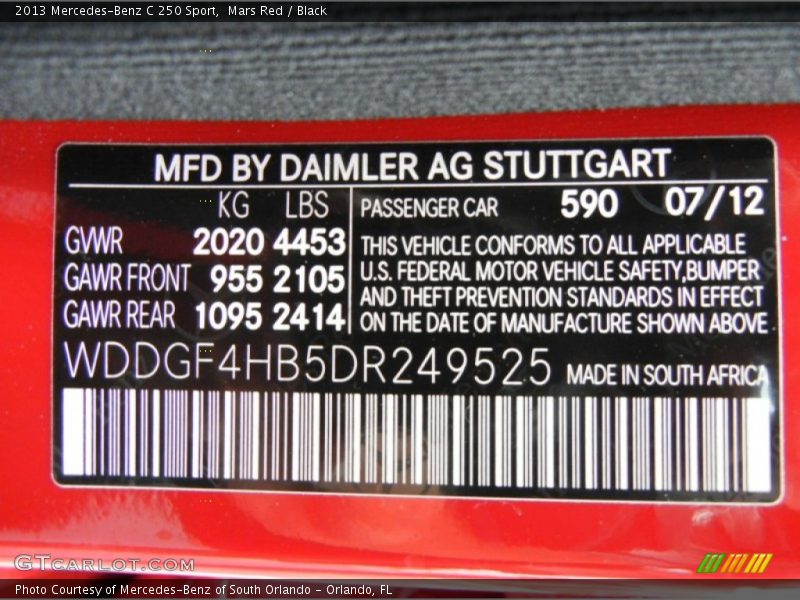 2013 Mercedes-Benz C 250 Sport, Mars Red / Black
MFD BY DAIMLER AG STUTTGART
KG LBS
GVWR 2020 4453
GAWR FRONT 955 2105
GAWR REAR 1095 2414
PASSENGER CAR 590 07/12
THIS VEHICLE CONFORMS TO ALL APPLICABLE
U.S. FEDERAL MOTOR VEHICLE SAFETY,BUMPER
AND THEFT PREVENTION STANDARDS IN EFFECT
ON THE DATE OF MANUFACTURE SHOWN ABOVE
WDDGF4HB5DR249525 MADE IN SOUTH AFRICA
GTCARLOT.COM
Photo Courtesy of Mercedes-Benz of South Orlando - Orlando, FL